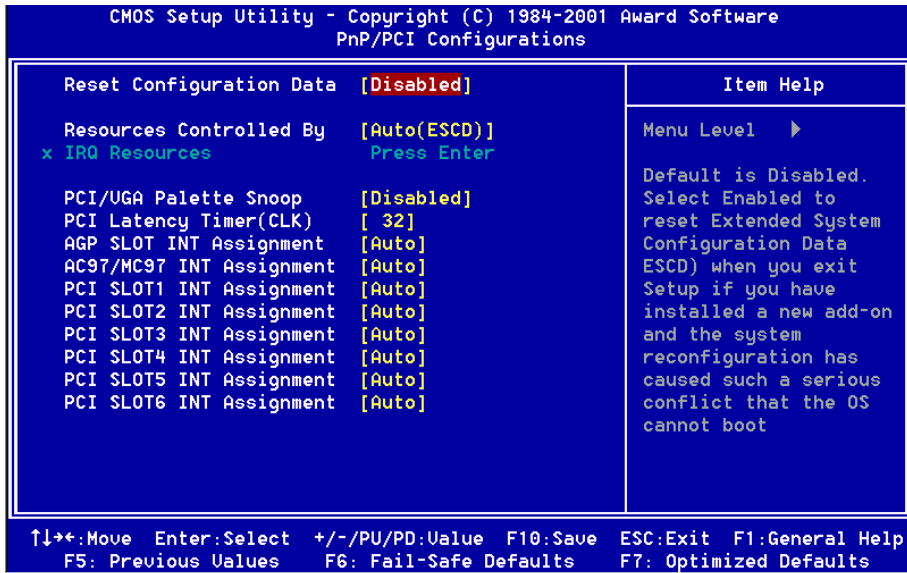 CMOS Setup Utility - Copyright (C) 1984-2001 Award Software
PnP/PCI Configurations
Reset Configuration Data [Disabled]
Resources Controlled By [Auto(ESCD)]
x IRQ Resources Press Enter
PCI/VGA Palette Snoop [Disabled]
PCI Latency Timer(CLK) [ 32]
AGP SLOT INT Assignment [Auto]
AC97/MC97 INT Assignment [Auto]
PCI SLOT1 INT Assignment [Auto]
PCI SLOT2 INT Assignment [Auto]
PCI SLOT3 INT Assignment [Auto]
PCI SLOT4 INT Assignment [Auto]
PCI SLOT5 INT Assignment [Auto]
PCI SLOT6 INT Assignment [Auto]
Item Help
Menu Level ▶
Default is Disabled.
Select Enabled to
reset Extended System
Configuration Data
ESCD) when you exit
Setup if you have
installed a new add-on
and the system
reconfiguration has
caused such a serious
conflict that the OS
cannot boot
↑↓→←:Move Enter:Select +/-/PU/PD:Value F10:Save ESC:Exit F1:General Help
F5: Previous Values F6: Fail-Safe Defaults F7: Optimized Defaults